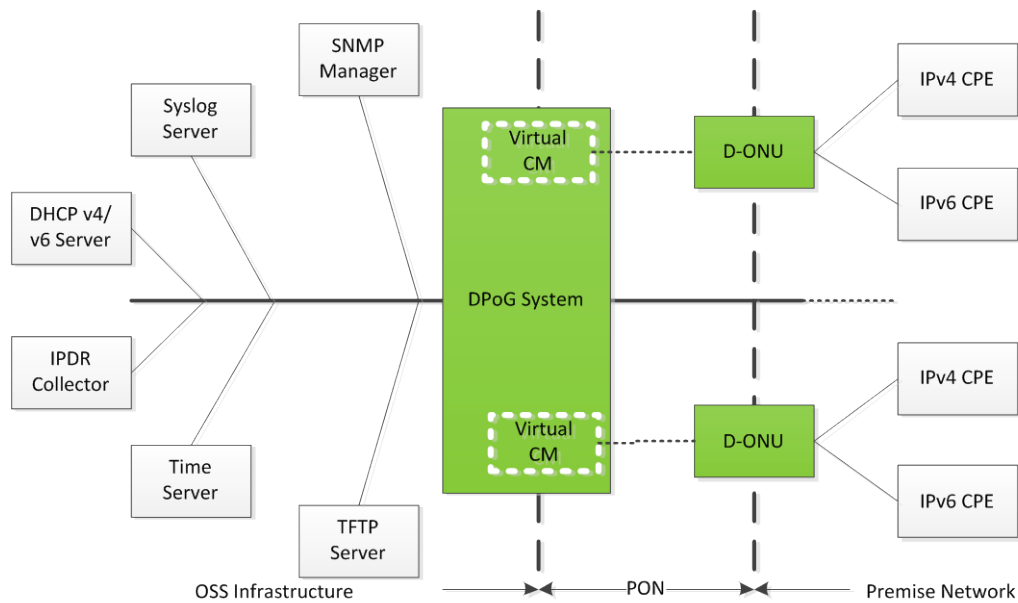 SNMP
Manager
Syslog
Server
DHCP v4/
v6 Server
IPDR
Collector
Time
Server
TFTP
Server
Virtual
CM
DPoG System
Virtual
CM
D-ONU
IPv4 CPE
IPv6 CPE
D-ONU
IPv4 CPE
IPv6 CPE
OSS Infrastructure
PON
Premise Network